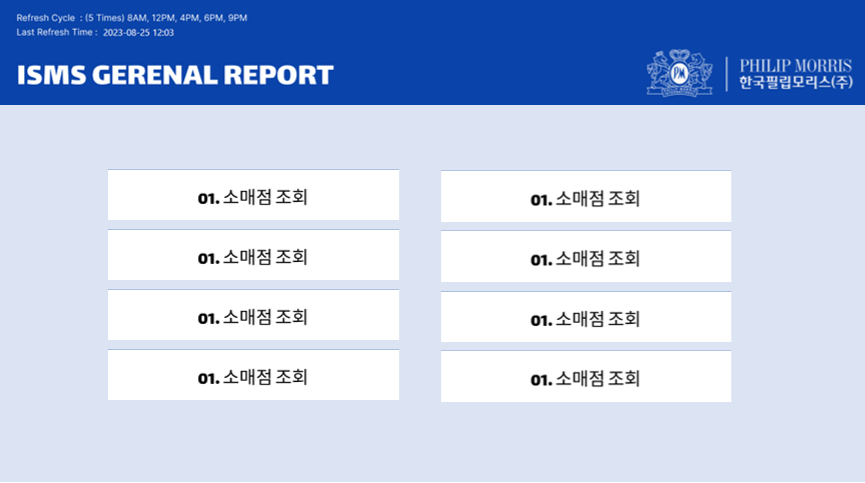 Refresh Cycle : (5 Times) 8AM, 12PM, 4PM, 6PM, 9PM
Last Refresh Time : 2023-08-25 12:03
ISMS GERENAL REPORT
PM
PHILIP MORRIS
한국필립모리스(주)
01. 소매점 조회
01. 소매점 조회
01. 소매점 조회
01. 소매점 조회
01. 소매점 조회
01. 소매점 조회
01. 소매점 조회
01. 소매점 조회